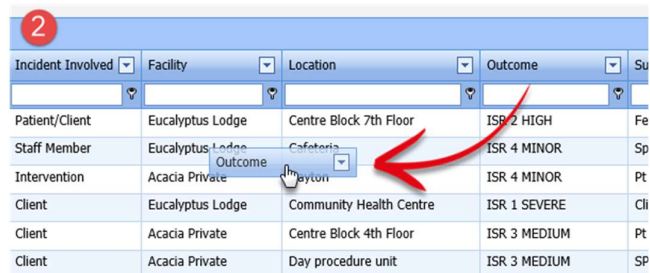 2
Incident Involved Facility Location Outcome Su
Patient/Client Eucalyptus Lodge Centre Block 7th Floor ISR 2 HIGH Fe
Staff Member Eucalyptus Lodge Cafeteria ISR 4 MINOR Sp
Outcome
Intervention Acacia Private ayton ISR 4 MINOR Pt
Client Eucalyptus Lodge Community Health Centre ISR 1 SEVERE Cli
Client Acacia Private Centre Block 4th Floor ISR 3 MEDIUM Pt
Client Acacia Private Day procedure unit ISR 3 MEDIUM SP